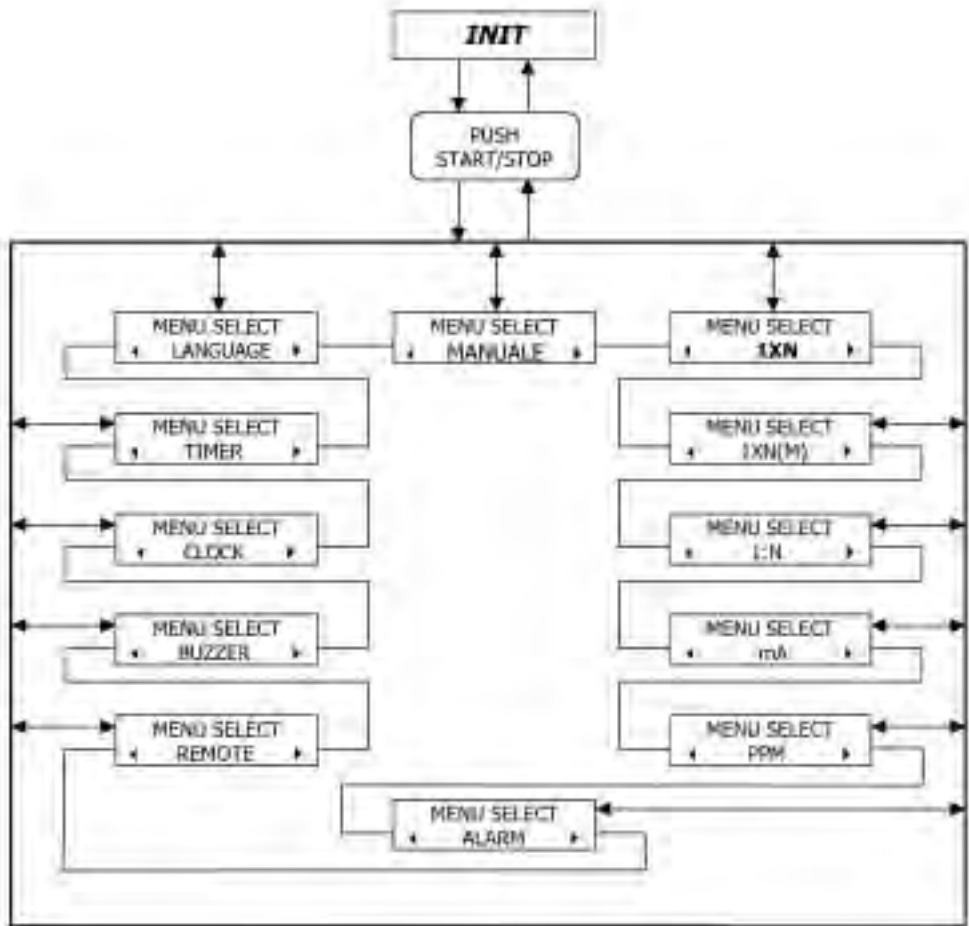 INIT
PUSH
START/STOP
MENU SELECT
LANGUAGE
MENU SELECT
MANUALE
MENU SELECT
1XN
MENU SELECT
TIMER
MENU SELECT
1XN(M)
MENU SELECT
CLOCK
MENU SELECT
1:N
MENU SELECT
BUZZER
MENU SELECT
mA
MENU SELECT
REMOTE
MENU SELECT
PPM
MENU SELECT
ALARM